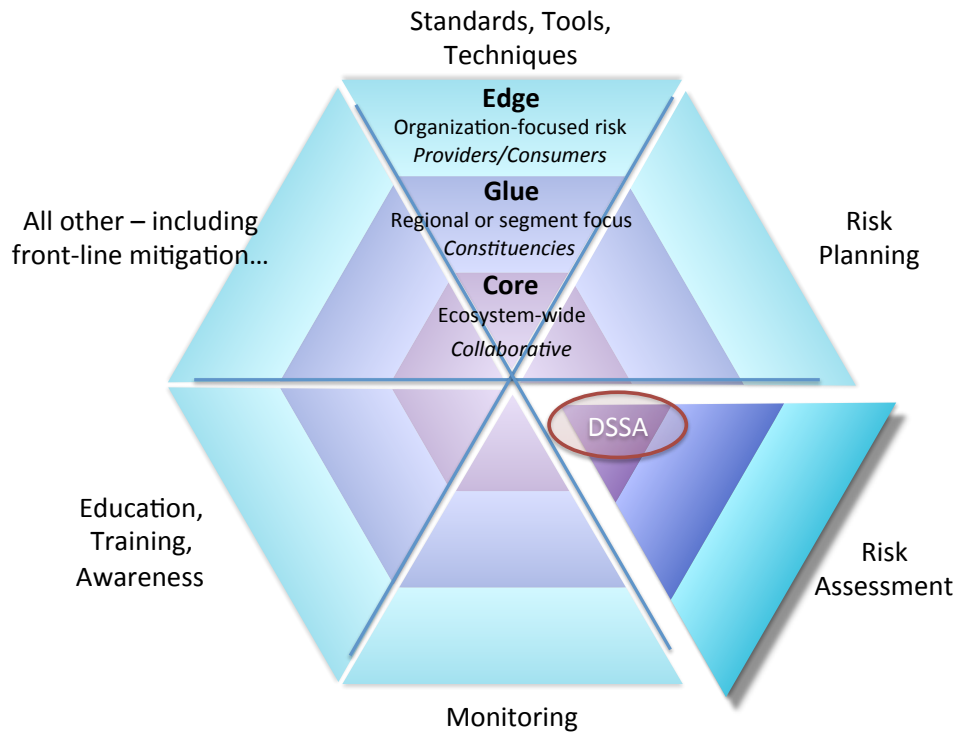 Standards, Tools,
Techniques
Edge
Organization-focused risk
Providers/Consumers
Glue
Regional or segment focus
Constituencies
Core
Ecosystem-wide
Collaborative
All other – including
front-line mitigation…
Risk
Planning
DSSA
Education,
Training,
Awareness
Risk
Assessment
Monitoring